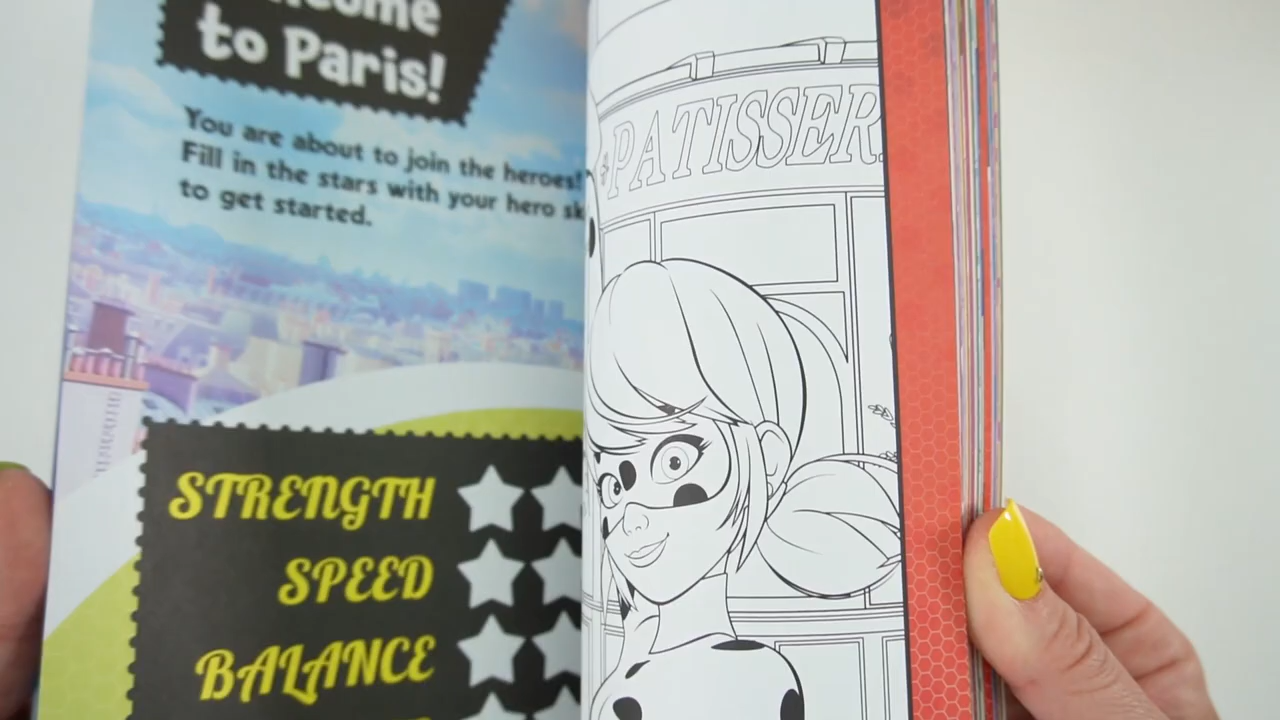 to Paris!
You are about to join the heroes!
Fill in the stars with your hero
to get started.
STRENGTH
SPEED
BALANCE
PATISSER